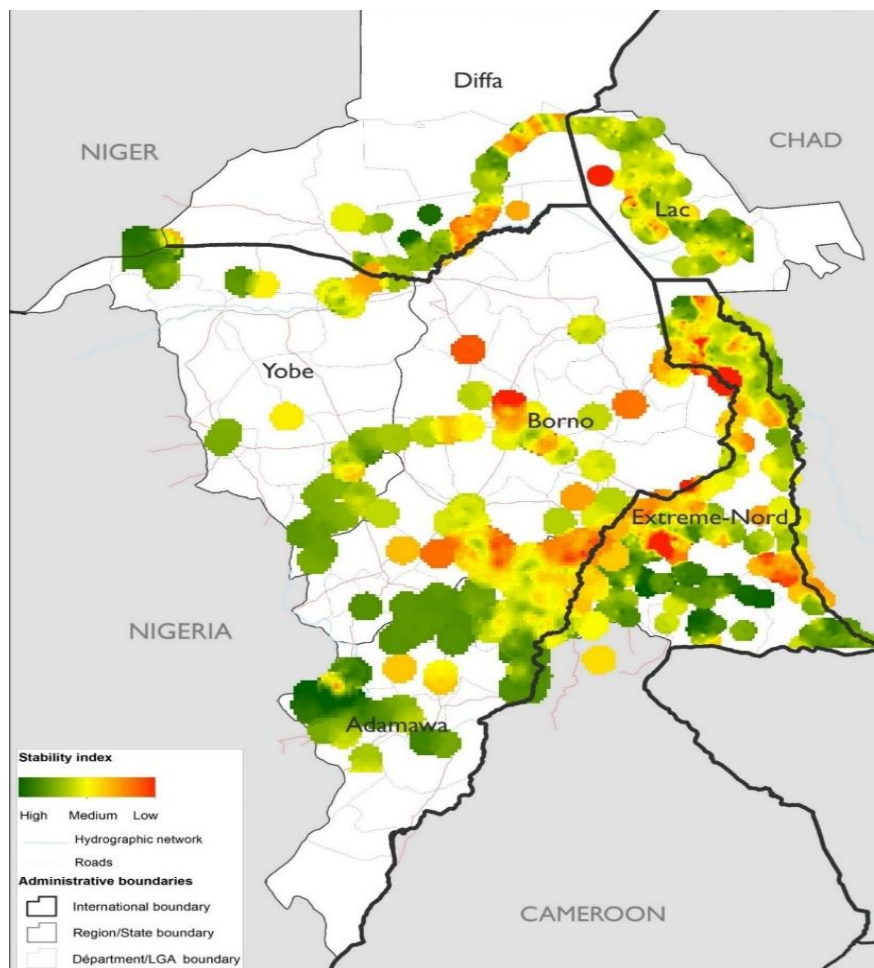 Diffa
NIGER
CHAD
Lac
Yobe
Borno
Extreme-Nord
NIGERIA
Adamawa
Stability index
High Medium Low
Hydrographic network
Roads
Administrative boundaries
International boundary
Region/State boundary
Départment/LGA boundary
CAMEROON